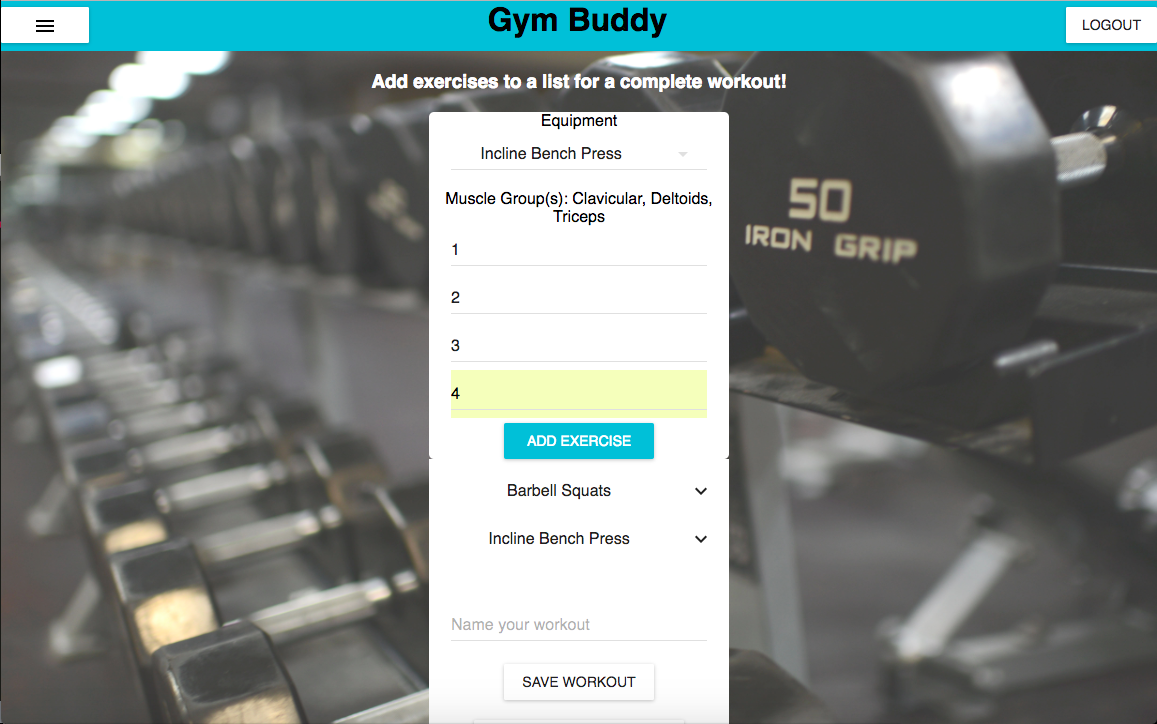 Gym Buddy
LOGOUT
Add exercises to a list for a complete workout!
Equipment
Incline Bench Press
Muscle Group(s): Clavicular, Deltoids,
Triceps
1
2
3
4
ADD EXERCISE
Barbell Squats
Incline Bench Press
Name your workout
SAVE WORKOUT
50
IRON GRIP